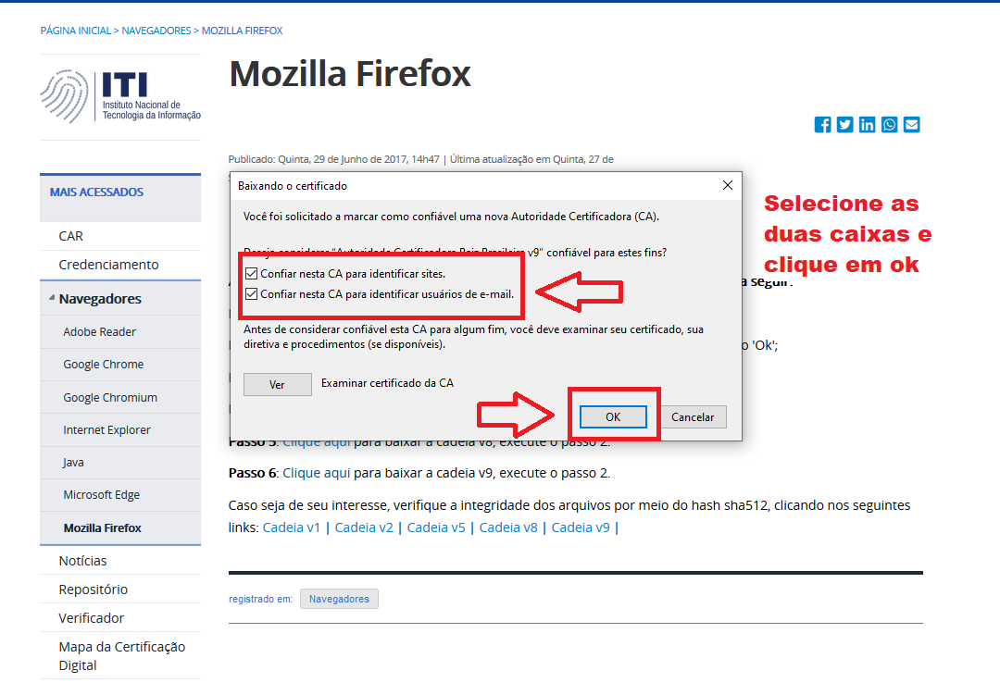 PÁGINA INICIAL > NAVEGADORES > MOZILLA FIREFOX
ITI
Instituto Nacional de
Tecnologia da Informação
Mozilla Firefox
Publicado: Quinta, 29 de Junho de 2017, 14h47 | Última atualização em Quinta, 27 de
MAIS ACESSADOS
CAR
Credenciamento
Navegadores
Adobe Reader
Google Chrome
Google Chromium
Internet Explorer
Java
Microsoft Edge
Mozilla Firefox
Notícias
Repositório
Verificador
Mapa da Certificação
Digital
Baixando o certificado
Você foi solicitado a marcar como confiável uma nova Autoridade Certificadora (CA).
Deseja considerar “Autoridade Certificadora Raiz Brasileira v9” confiável para estes fins?
Confiar nesta CA para identificar sites.
Confiar nesta CA para identificar usuários de e-mail.
Antes de considerar confiável esta CA para algum fim, você deve examinar seu certificado, sua
diretiva e procedimentos (se disponíveis).
Ver
Examinar certificado da CA
OK
Cancelar
Selecione as
duas caixas e
clique em ok
a seguir:
o 'Ok';
Passo 5: Clique aqui para baixar a cadeia v8, execute o passo 2.
Passo 6: Clique aqui para baixar a cadeia v9, execute o passo 2.
Caso seja de seu interesse, verifique a integridade dos arquivos por meio do hash sha512, clicando nos seguintes
links: Cadeia v1 | Cadeia v2 | Cadeia v5 | Cadeia v8 | Cadeia v9 |
registrado em:
Navegadores